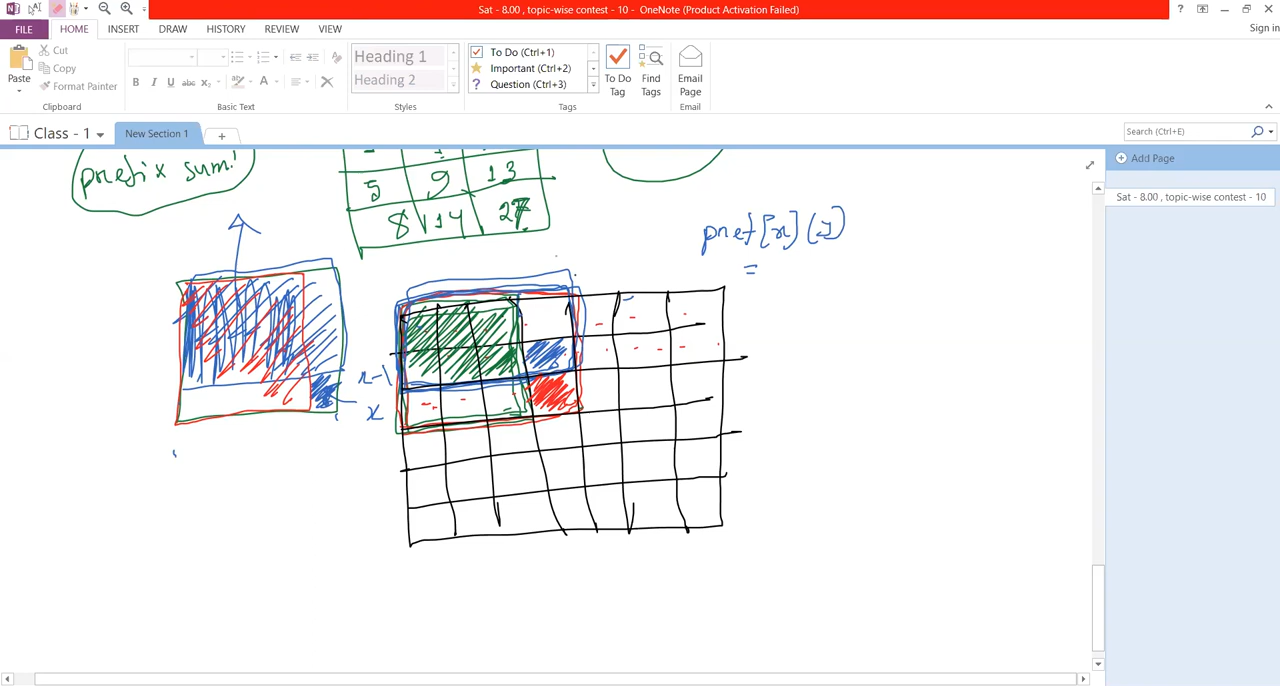 Sat - 8.00 , topic-wise contest - 10 - OneNote (Product Activation Failed)
FILE HOME INSERT DRAW HISTORY REVIEW VIEW Sign in
Cut
Copy
Format Painter
Paste
Clipboard
B I U abc X₂ A
Basic Text
Heading 1
Heading 2
Styles
To Do (Ctrl+1)
Important (Ctrl+2)
Question (Ctrl+3)
Tags
To Do Tag
Find Tags
Email Page
Email
Class - 1
New Section 1
Search (Ctrl+E)
Add Page
Sat - 8.00 , topic-wise contest - 10
prefix sum!
5 9 13
8 14 27
pref[x][y]
=
x-1
x